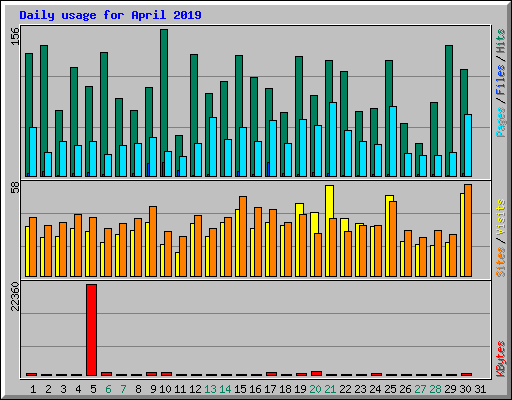 Daily usage for April 2019
156
Pages / Files / Hits
58
Sites / Visits
22360
KBytes
1 2 3 4 5 6 7 8 9 10 11 12 13 14 15 16 17 18 19 20 21 22 23 24 25 26 27 28 29 30 31